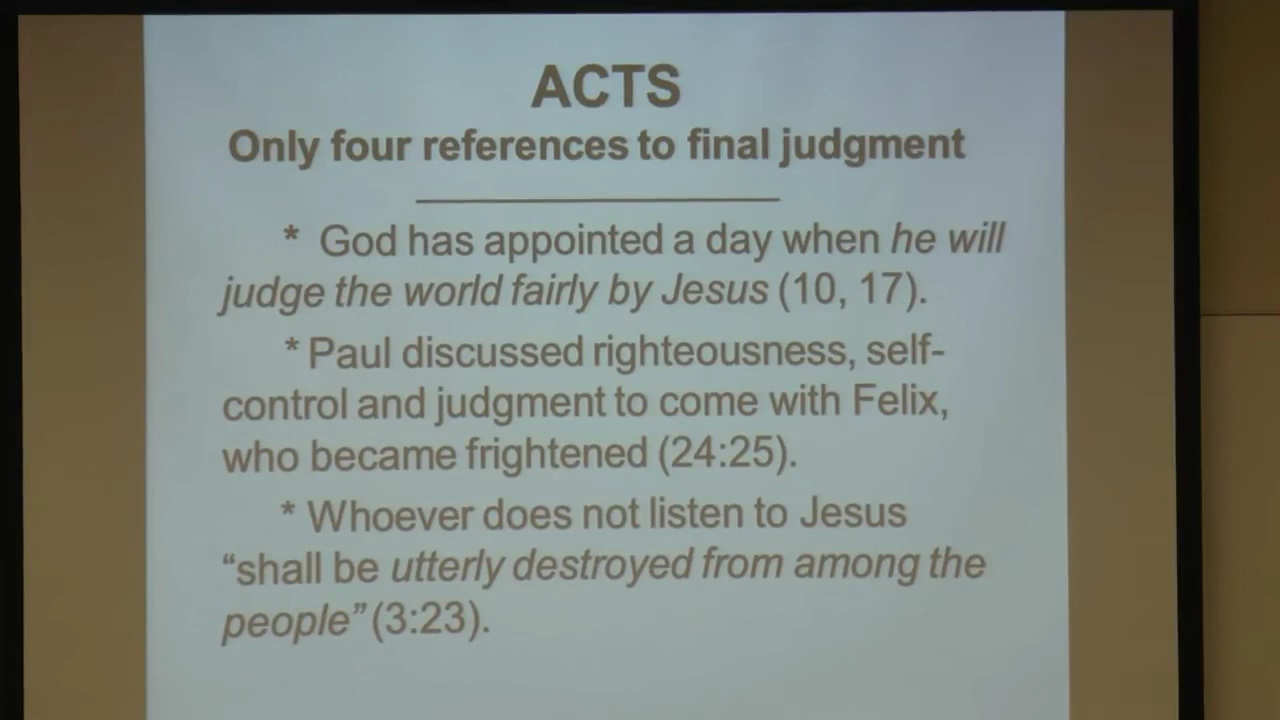 ACTS
Only four references to final judgment
* God has appointed a day when he will
judge the world fairly by Jesus (10, 17).
* Paul discussed righteousness, self-
control and judgment to come with Felix,
who became frightened (24:25).
* Whoever does not listen to Jesus
“shall be utterly destroyed from among the
people” (3:23).